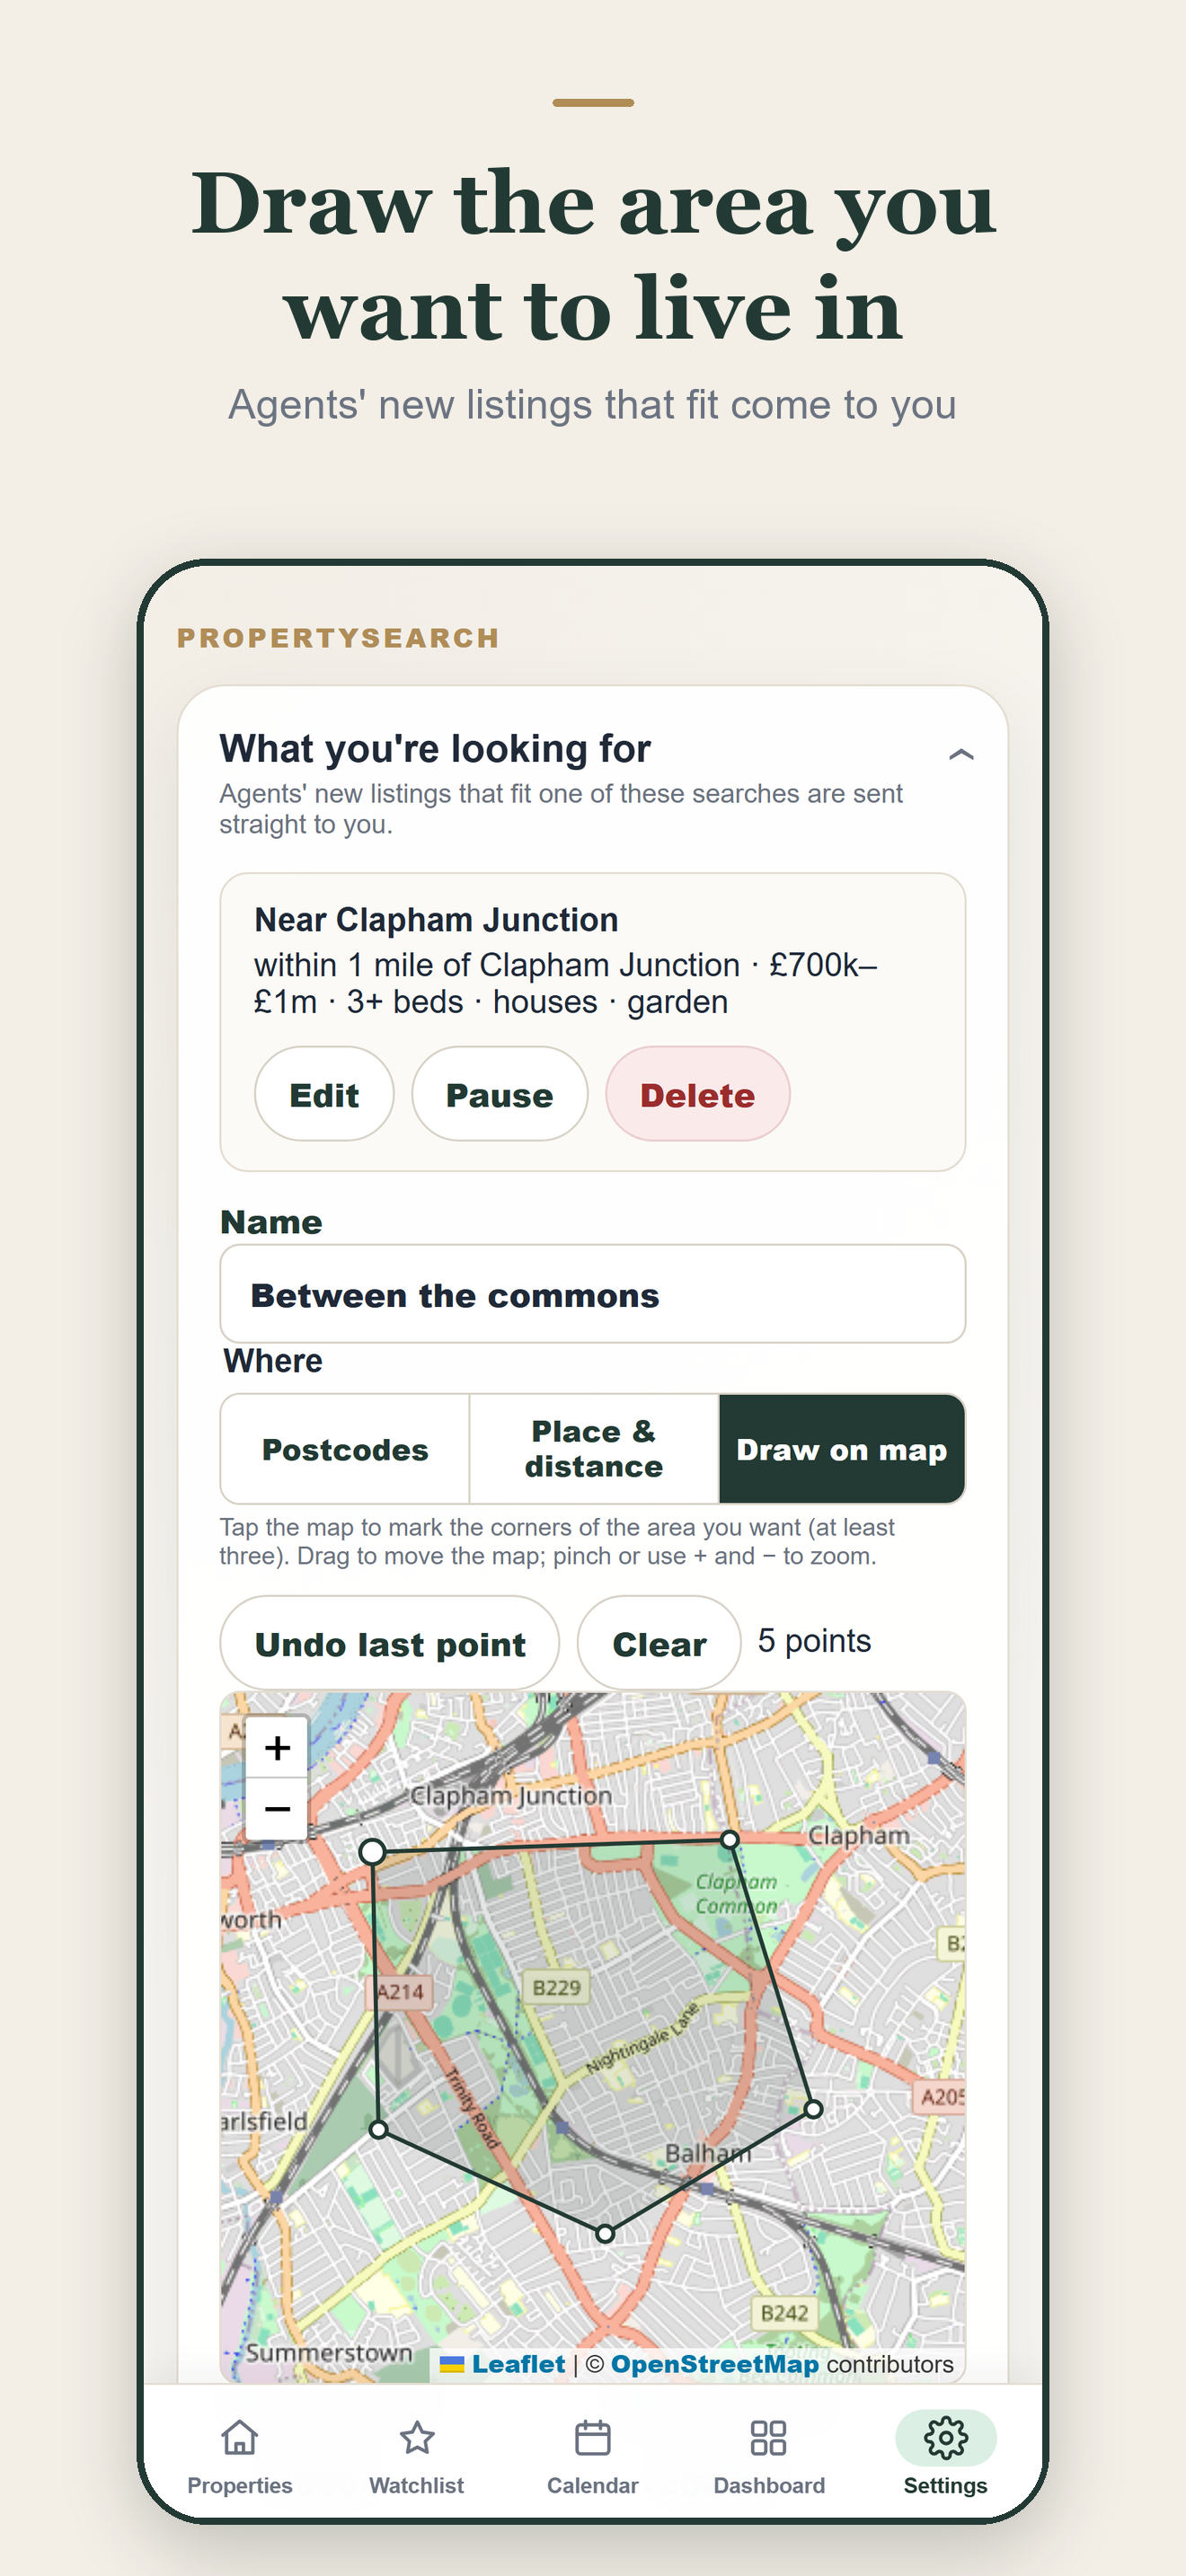 Draw the area you
want to live in
Agents' new listings that fit come to you
PROPERTYSEARCH
What you're looking for
Agents' new listings that fit one of these searches are sent
straight to you.
Near Clapham Junction
within 1 mile of Clapham Junction · £700k–
£1m · 3+ beds · houses · garden
Edit Pause Delete
Name
Between the commons
Where
Postcodes
Place &
distance
Draw on map
Tap the map to mark the corners of the area you want (at least
three). Drag to move the map; pinch or use + and − to zoom.
Undo last point Clear 5 points
+
−
Clapham Junction
Clapham
Clapham
Common
worth
A214
B229
Nightingale Lane
Trinity Road
A205
arlsfield
Balham
B242
Summerstown
Leaflet | © OpenStreetMap contributors
Properties Watchlist Calendar Dashboard Settings